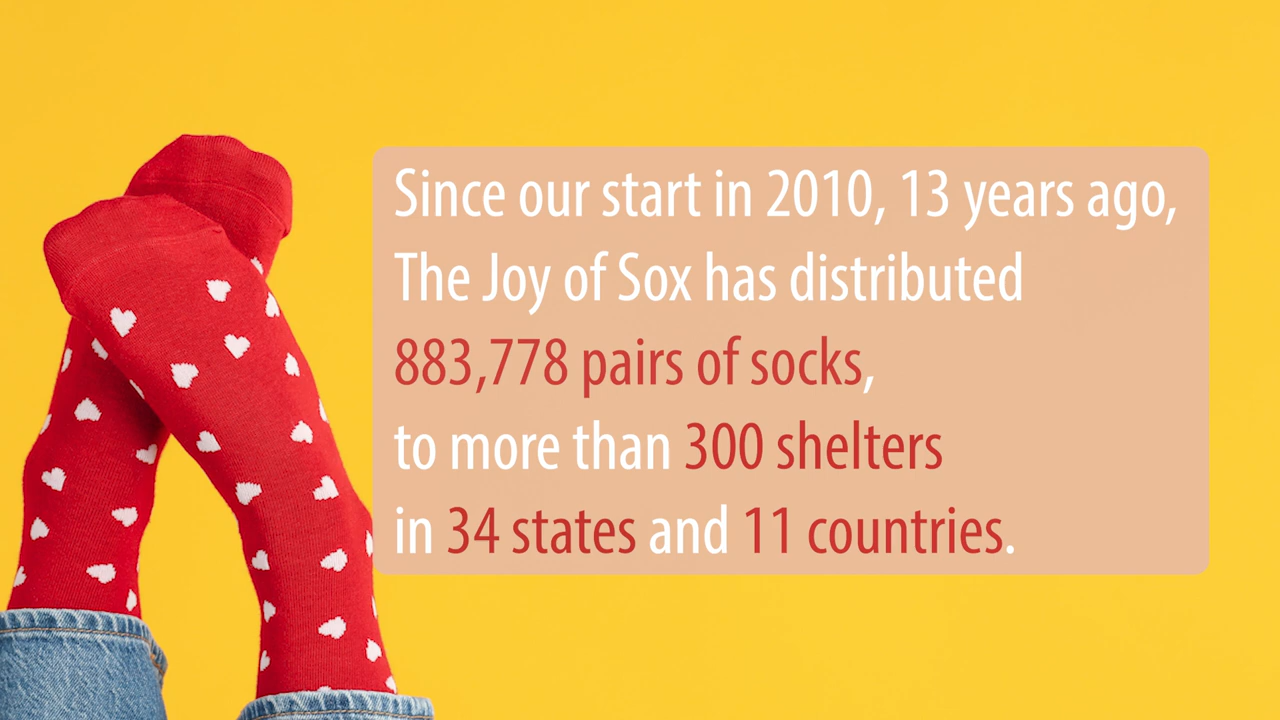 Since our start in 2010, 13 years ago,
The Joy of Sox has distributed
883,778 pairs of socks,
to more than 300 shelters
in 34 states and 11 countries.